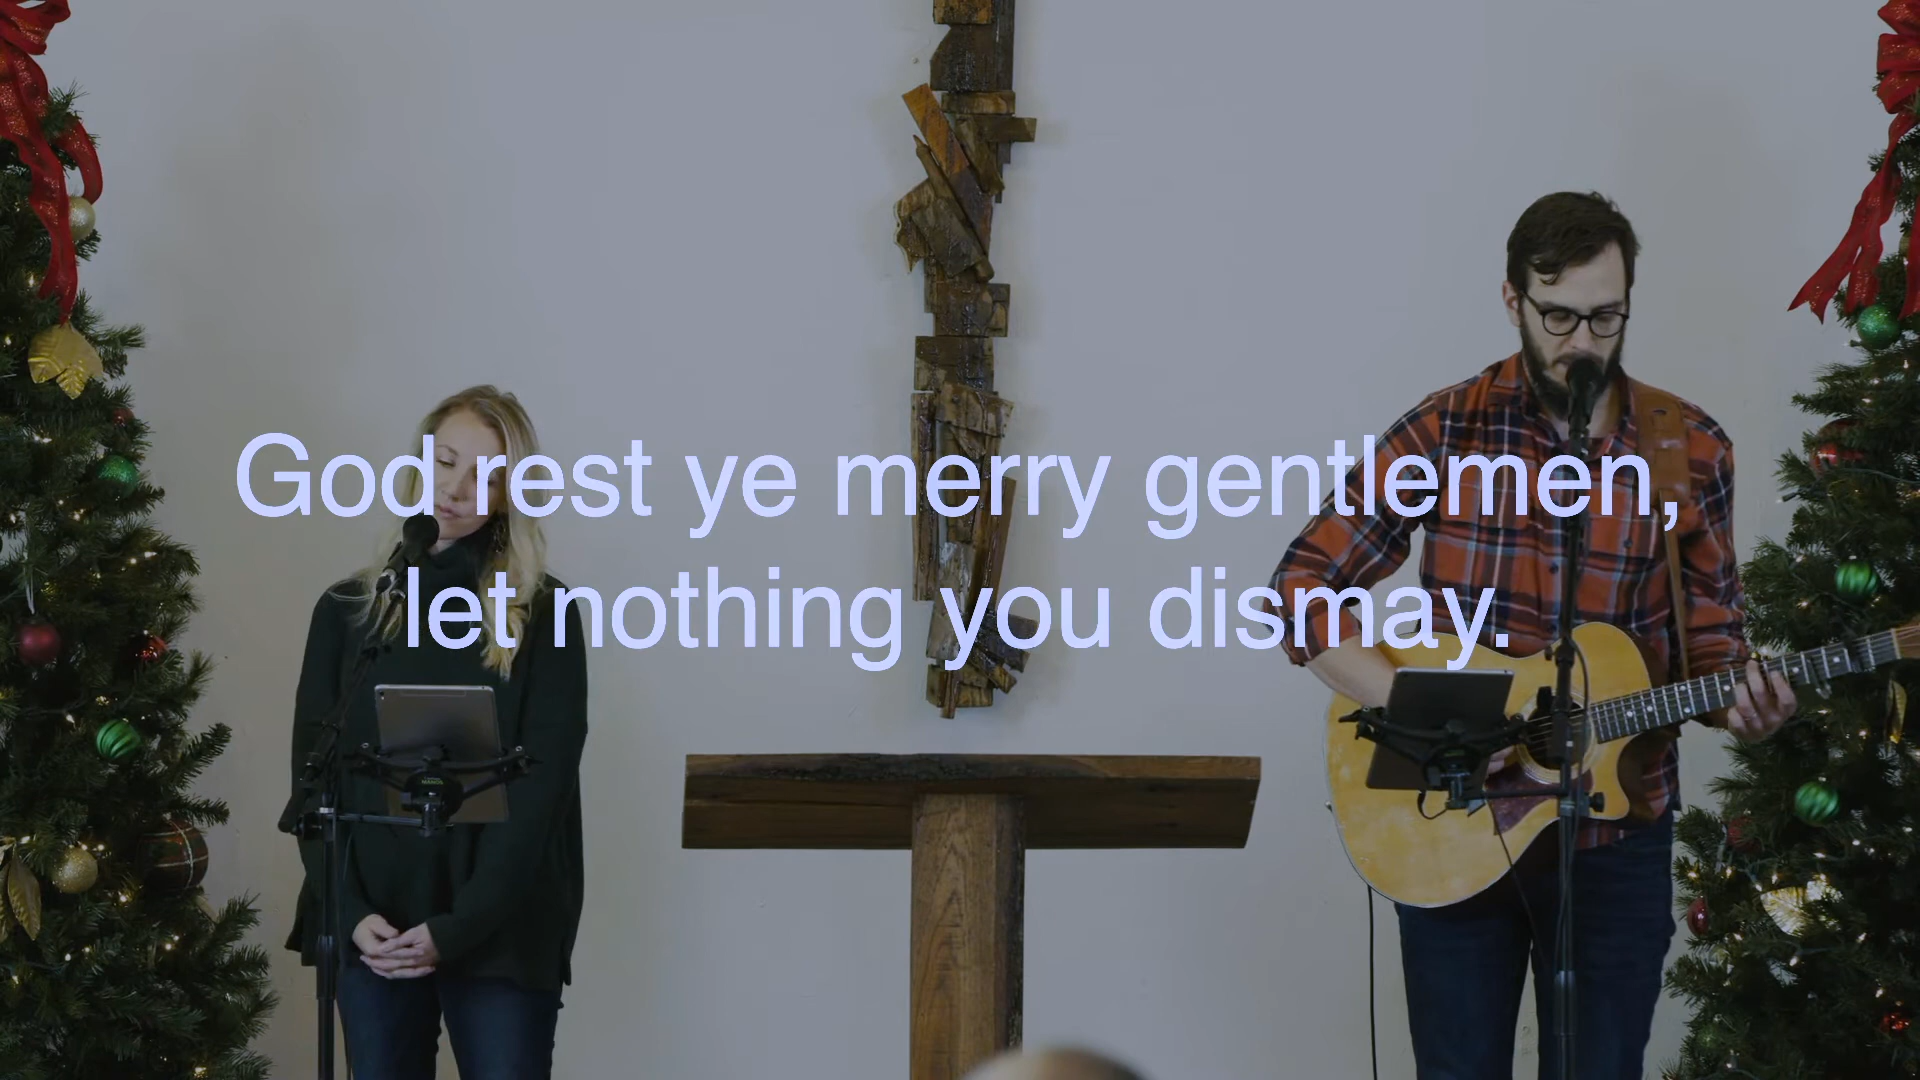 God rest ye merry gentlemen,
let nothing you dismay.